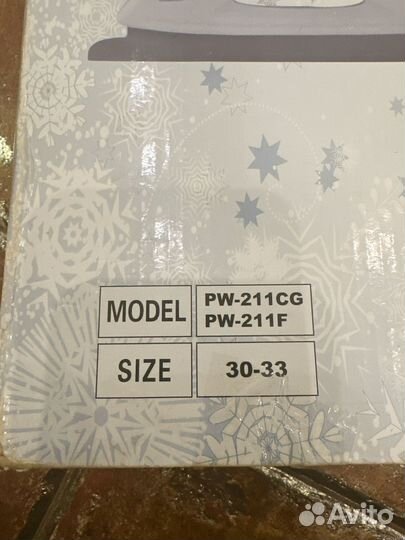 MODEL
PW-211CG
PW-211F
SIZE
30-33
Avito